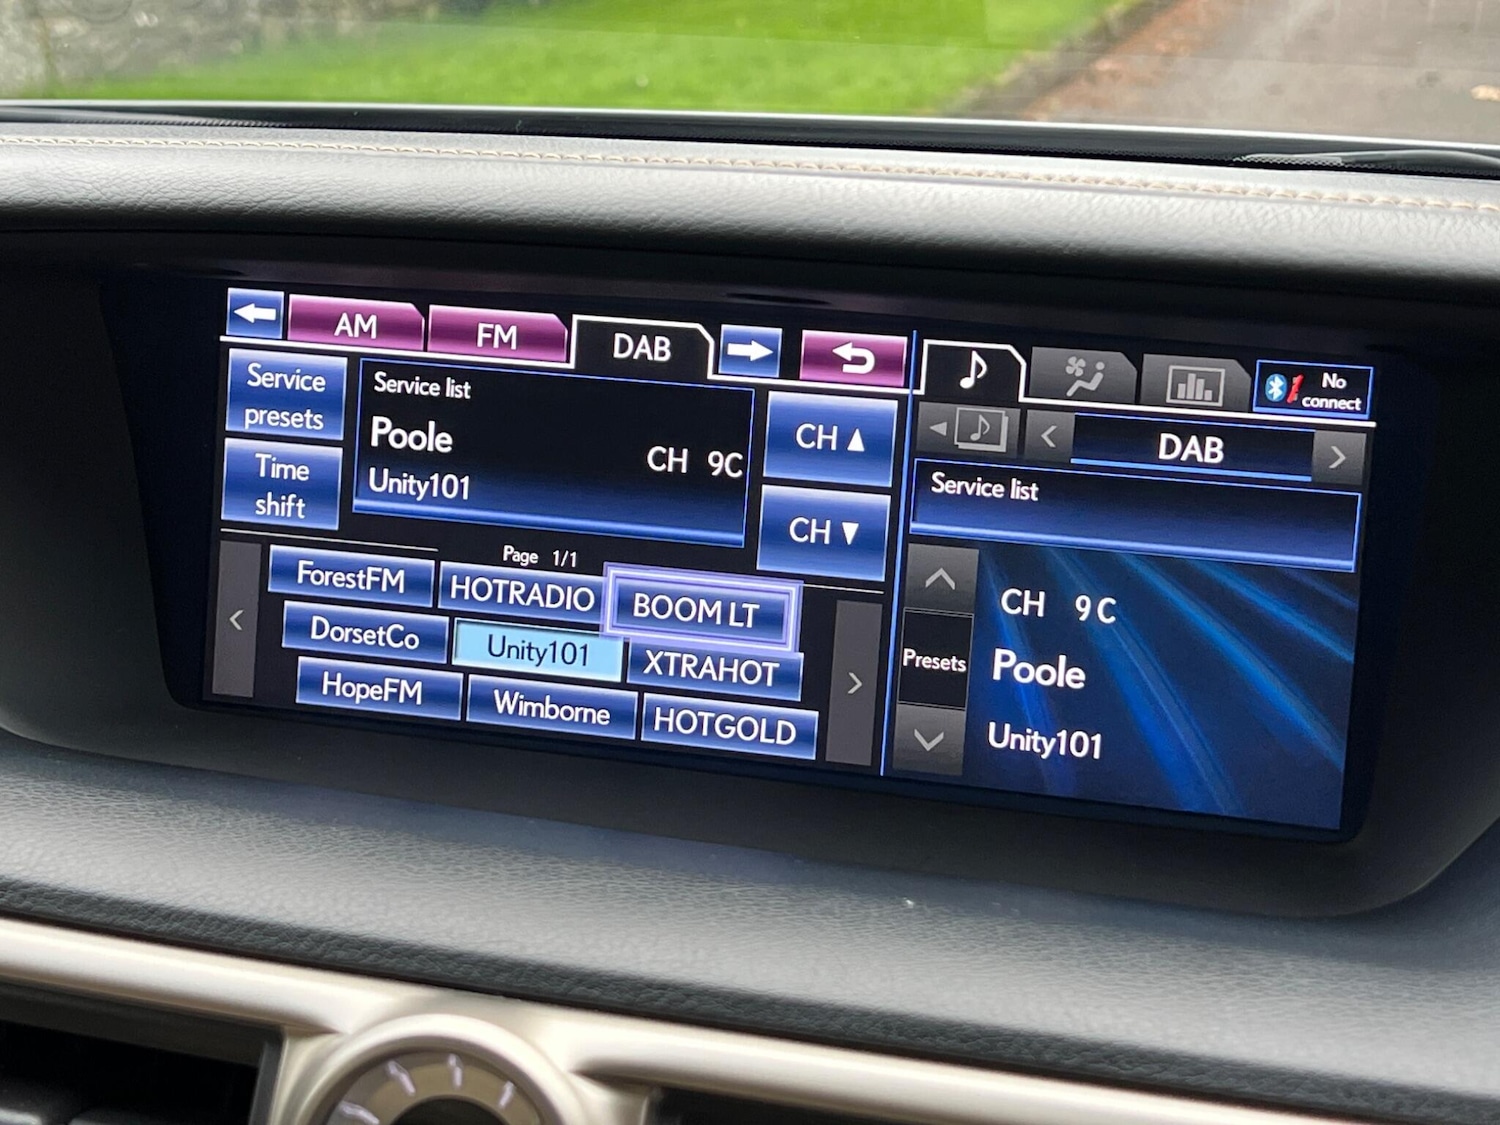 AM
FM
DAB
Service
presets
Time
shift
Service list
Poole
CH 9C
Unity101
CH ▲
CH ▼
Page 1/1
ForestFM
HOTRADIO
BOOM LT
DorsetCo
Unity101
XTRAHOT
HopeFM
Wimborne
HOTGOLD
No
connect
DAB
Service list
CH 9C
Presets
Poole
Unity101